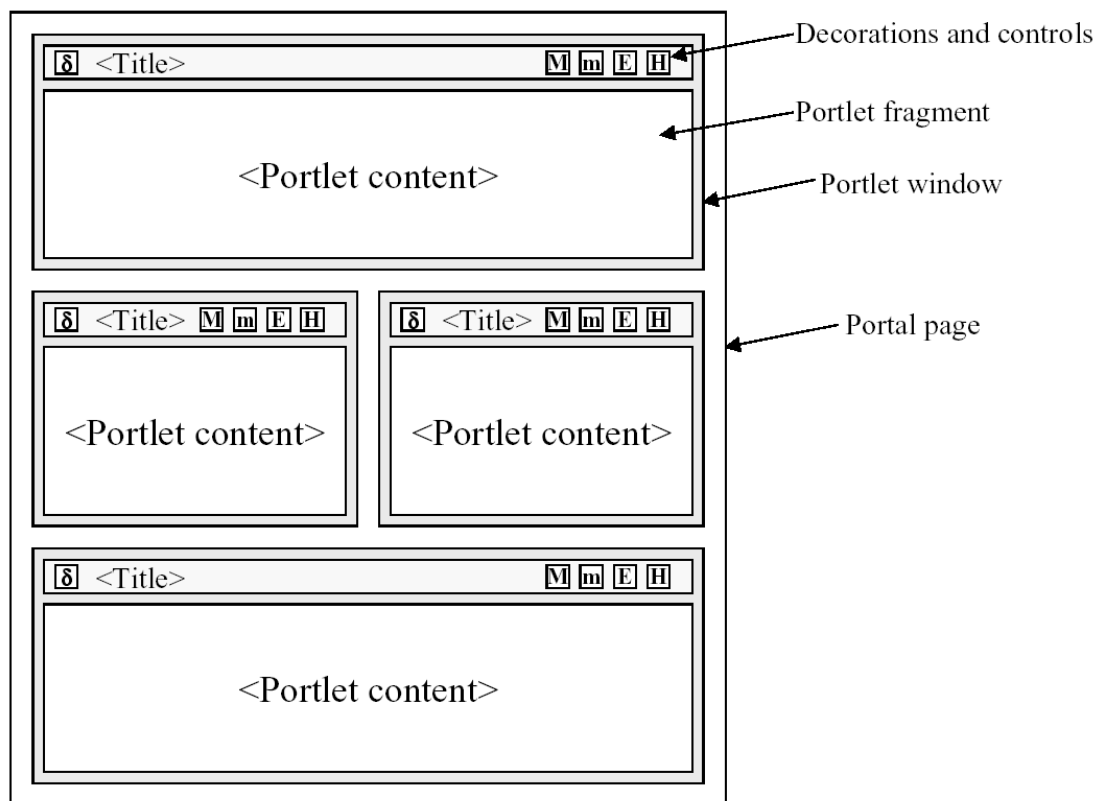 Decorations and controls
δ <Title> M m E H
Portlet fragment
<Portlet content>
Portlet window
δ <Title> M m E H
δ <Title> M m E H
Portal page
<Portlet content>
<Portlet content>
δ <Title> M m E H
<Portlet content>